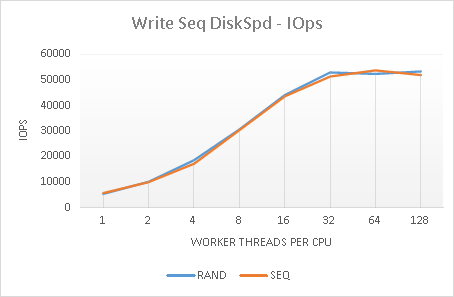 Write Seq DiskSpd - IOps
60000
50000
40000
30000
20000
10000
0
IOPS
1 2 4 8 16 32 64 128
WORKER THREADS PER CPU
RAND SEQ